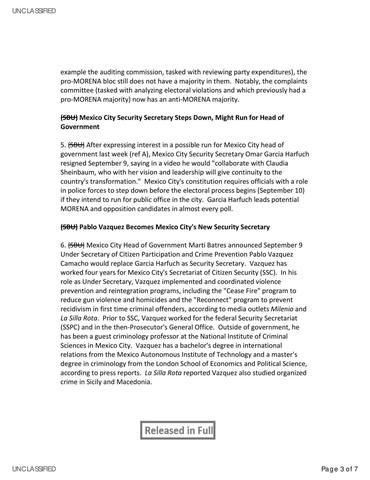 UNCLASSIFIED
example the auditing commission, tasked with reviewing party expenditures), the
pro-MORENA bloc still does not have a majority in them.  Notably, the complaints
committee (tasked with analyzing electoral violations and which previously had a
pro-MORENA majority) now has an anti-MORENA majority.
(SBU) Mexico City Security Secretary Steps Down, Might Run for Head of
Government
5. (SBU) After expressing interest in a possible run for Mexico City head of
government last week (ref A), Mexico City Security Secretary Omar Garcia Harfuch
resigned September 9, saying in a video he would "collaborate with Claudia
Sheinbaum, who with her vision and leadership will give continuity to the
country's transformation."  Mexico City's constitution requires officials with a role
in police forces to step down before the electoral process begins (September 10)
if they intend to run for public office in the city.  Garcia Harfuch leads potential
MORENA and opposition candidates in almost every poll.
(SBU) Pablo Vazquez Becomes Mexico City's New Security Secretary
6. (SBU) Mexico City Head of Government Marti Batres announced September 9
Under Secretary of Citizen Participation and Crime Prevention Pablo Vazquez
Camacho would replace Garcia Harfuch as Security Secretary.  Vazquez has
worked four years for Mexico City's Secretariat of Citizen Security (SSC).  In his
role as Under Secretary, Vazquez implemented and coordinated violence
prevention and reintegration programs, including the "Cease Fire" program to
reduce gun violence and homicides and the "Reconnect" program to prevent
recidivism in first time criminal offenders, according to media outlets Milenio and
La Silla Rota.  Prior to SSC, Vazquez worked for the federal Security Secretariat
(SSPC) and in the then-Prosecutor's General Office.  Outside of government, he
has been a guest criminology professor at the National Institute of Criminal
Sciences in Mexico City.  Vazquez has a bachelor's degree in international
relations from the Mexico Autonomous Institute of Technology and a master's
degree in criminology from the London School of Economics and Political Science,
according to press reports.  La Silla Rota reported Vazquez also studied organized
crime in Sicily and Macedonia.
Released in Full
UNCLASSIFIED
Page 3 of 7